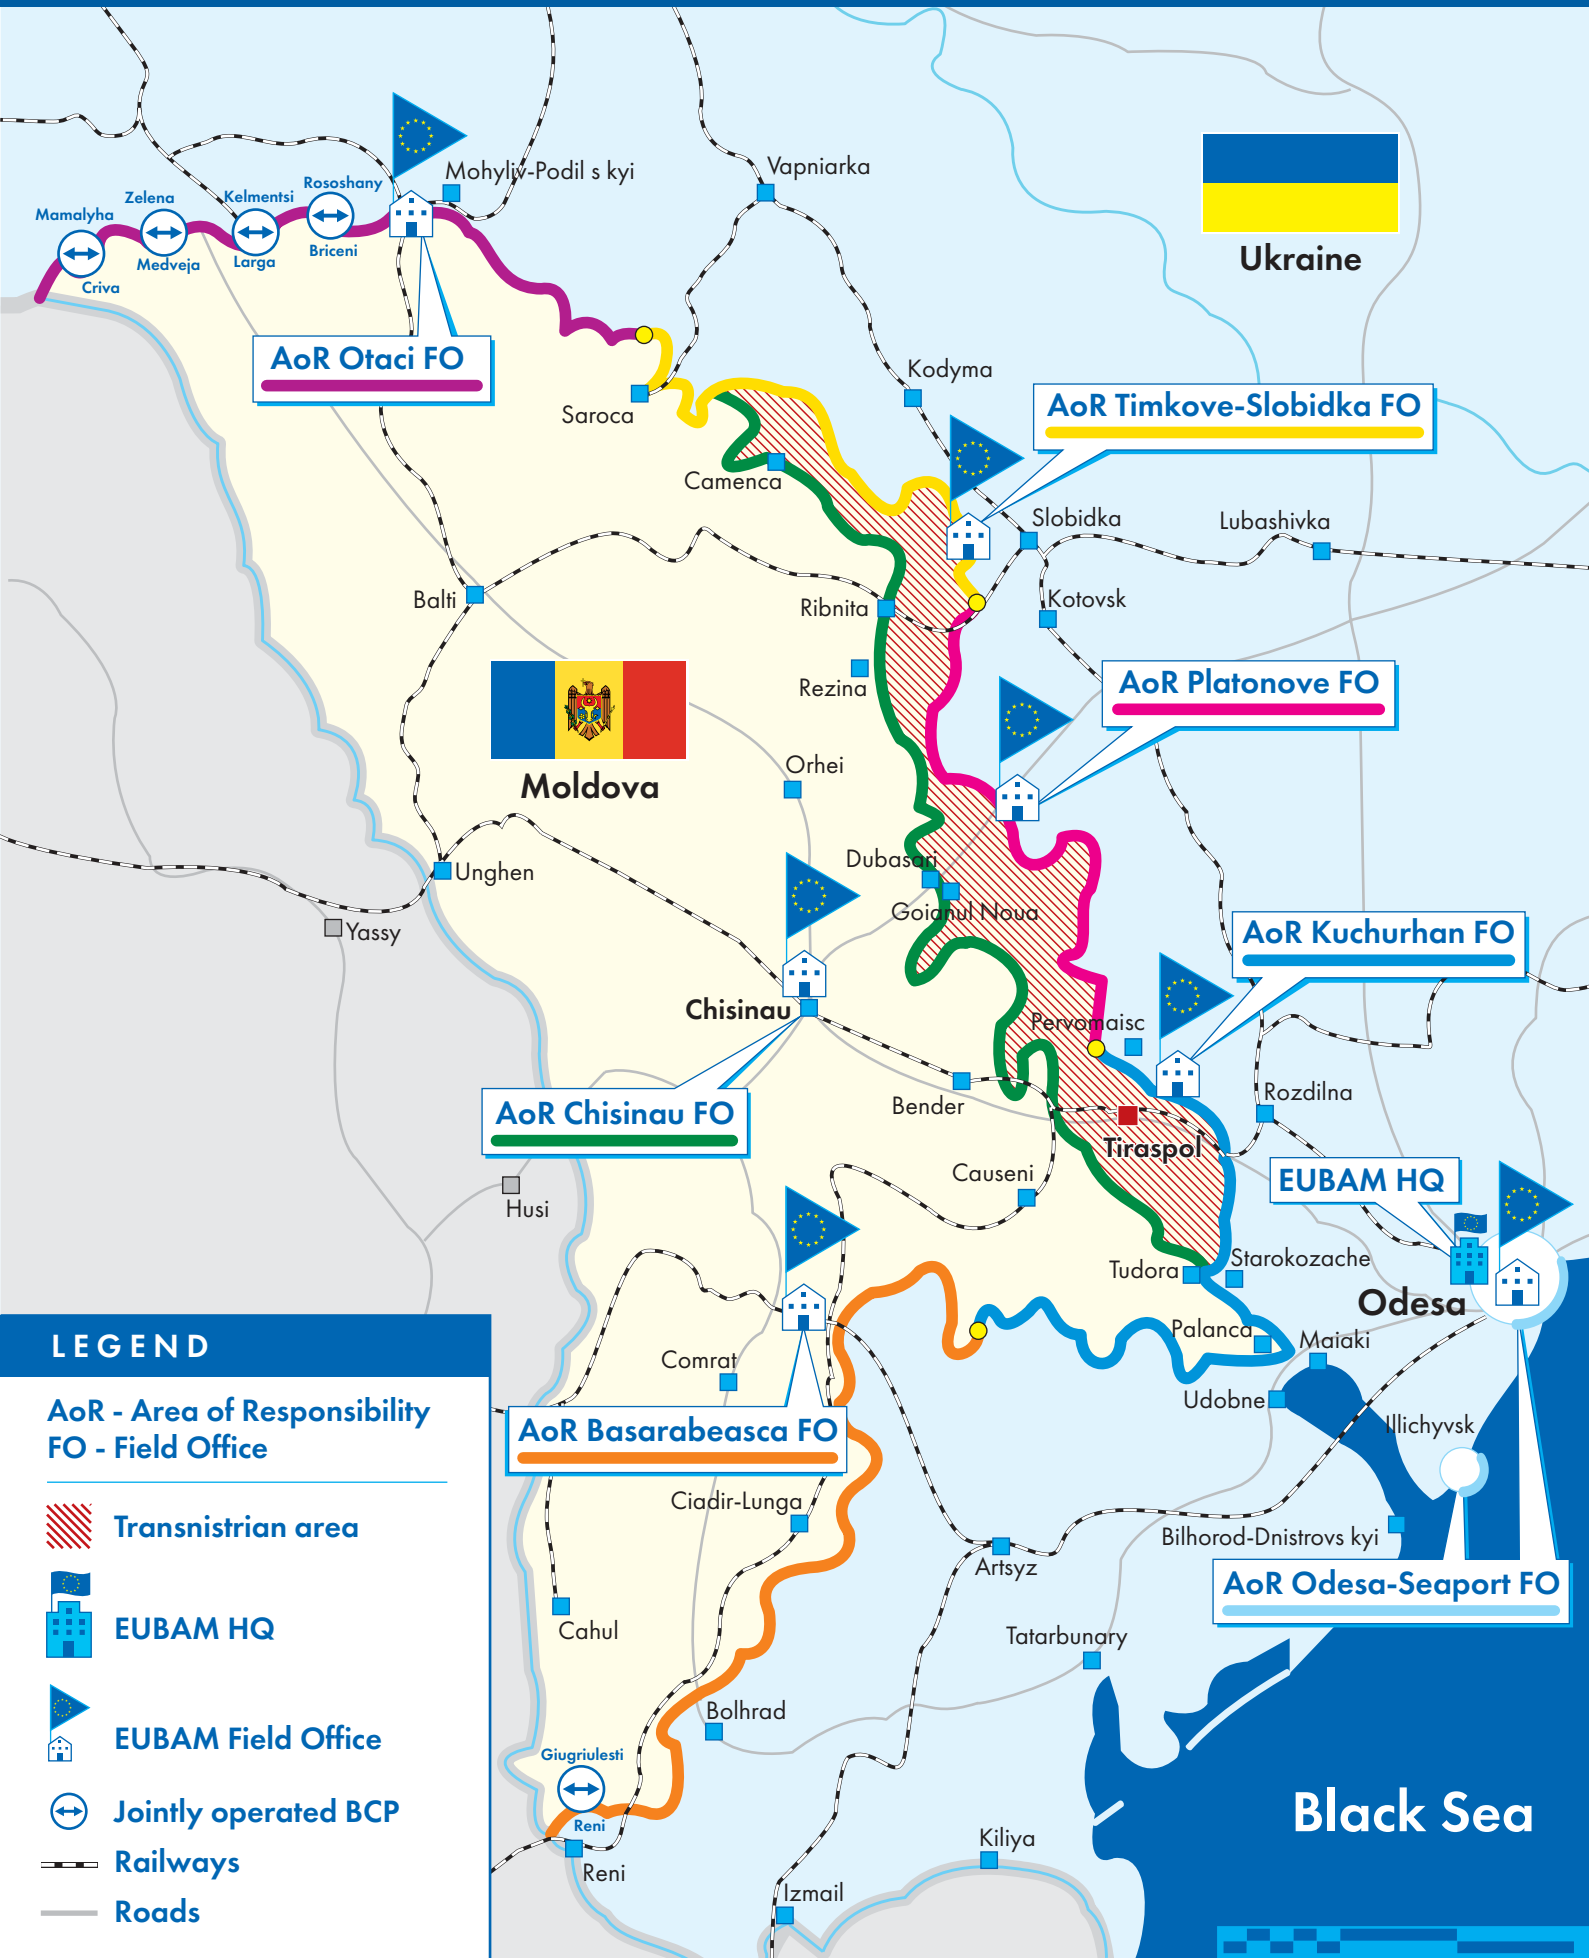 Mohyliv-Podil s kyi
Vapniarka
Rososhany
Kelmentsi
Zelena
Mamalyha
Briceni
Larga
Medveja
Criva
Ukraine
AoR Otaci FO
Kodyma
Saroca
AoR Timkove-Slobidka FO
Camenca
Slobidka
Lubashivka
Balti
Ribnita
Kotovsk
Rezina
AoR Platonove FO
Moldova
Orhei
Dubasari
Unghen
Goianul Noua
Yassy
AoR Kuchurhan FO
Chisinau
Pervomaisc
AoR Chisinau FO
Bender
Rozdilna
Tiraspol
Causeni
EUBAM HQ
Husi
Tudora
Starokozache
Odesa
Palanca
Maiaki
Comrat
Udobne
Illichyvsk
AoR Basarabeasca FO
Ciadir-Lunga
Bilhorod-Dnistrovs kyi
Artsyz
AoR Odesa-Seaport FO
Cahul
Tatarbunary
Bolhrad
Giugriulesti
Reni
Reni
Kiliya
Izmail
Black Sea
LEGEND
AoR - Area of Responsibility
FO - Field Office
Transnistrian area
EUBAM HQ
EUBAM Field Office
Jointly operated BCP
Railways
Roads